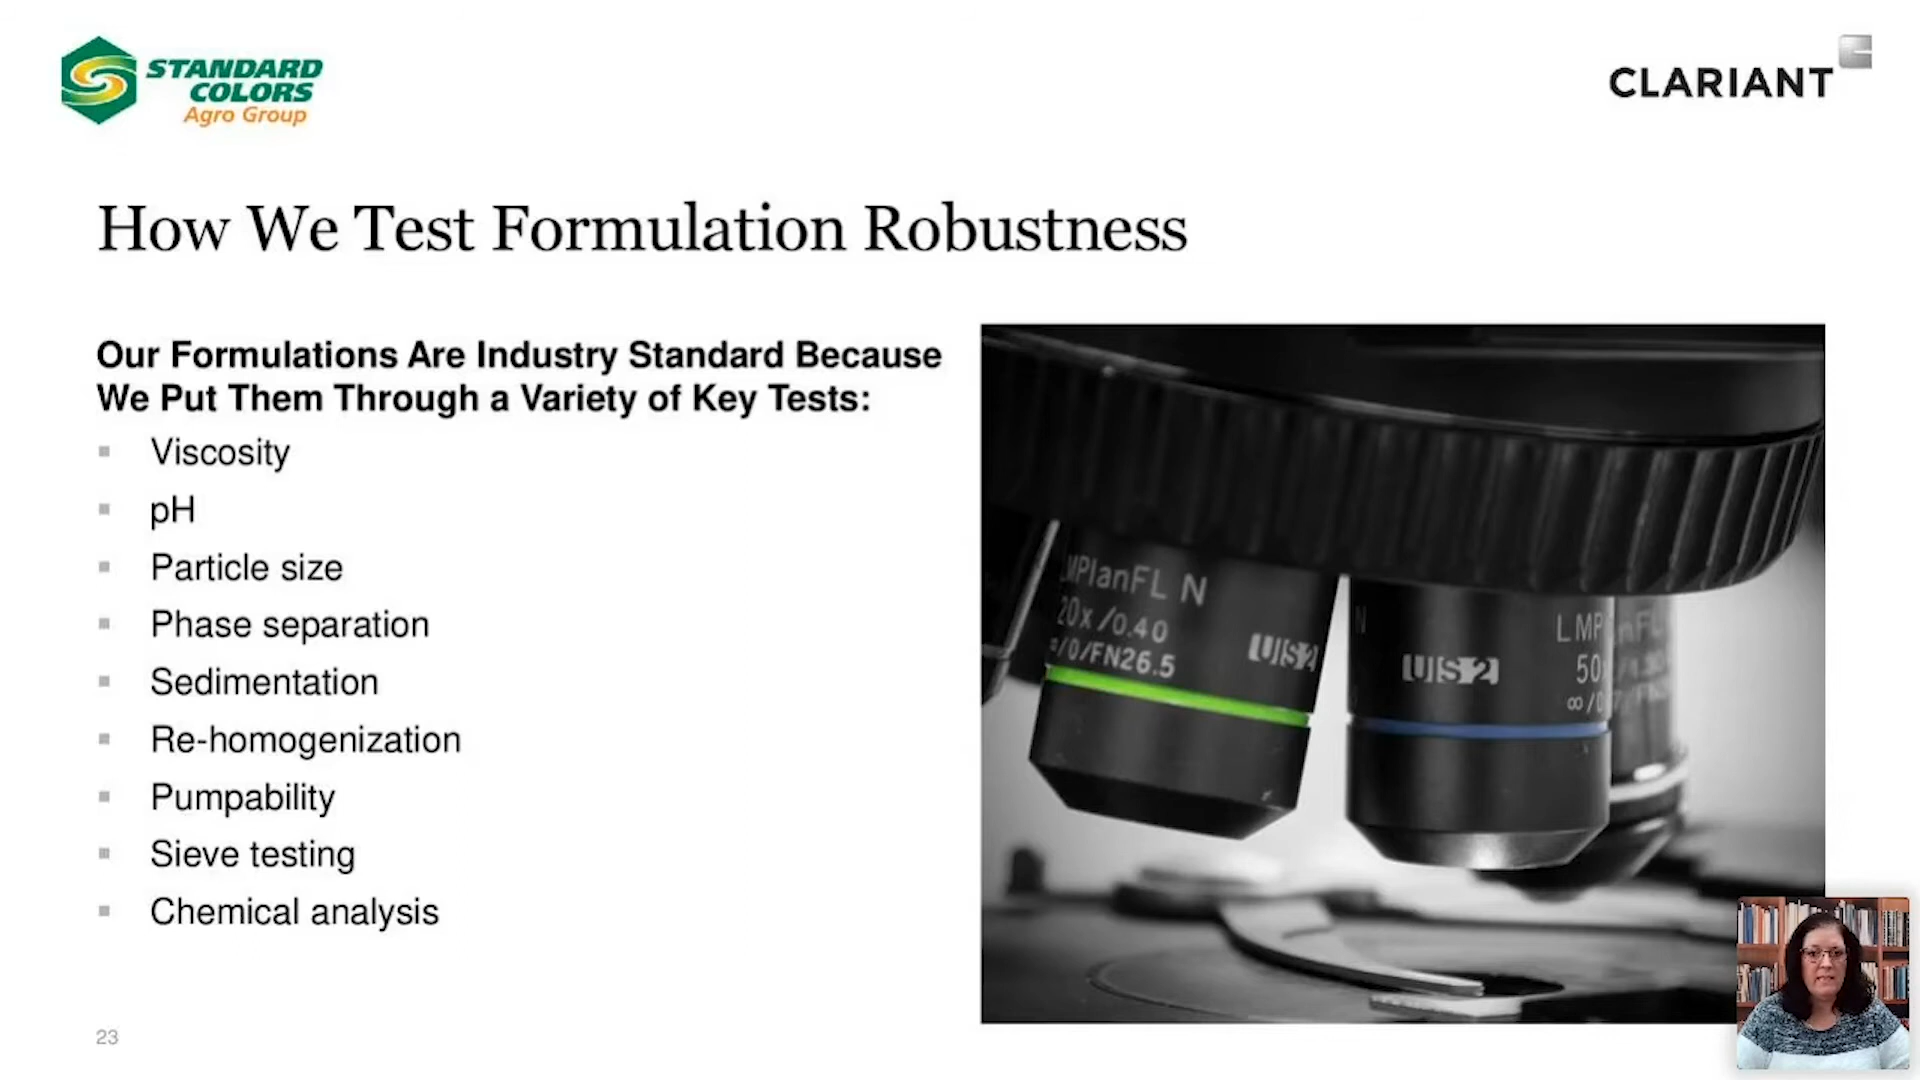 STANDARD
COLORS
Agro Group
CLARIANT
How We Test Formulation Robustness
Our Formulations Are Industry Standard Because
We Put Them Through a Variety of Key Tests:
Viscosity
pH
Particle size
Phase separation
Sedimentation
Re-homogenization
Pumpability
Sieve testing
Chemical analysis
PlanFL N
20x/0.40
/0/FN26.5
UIS2
N
UIS2
LMP
50
∞/0
23